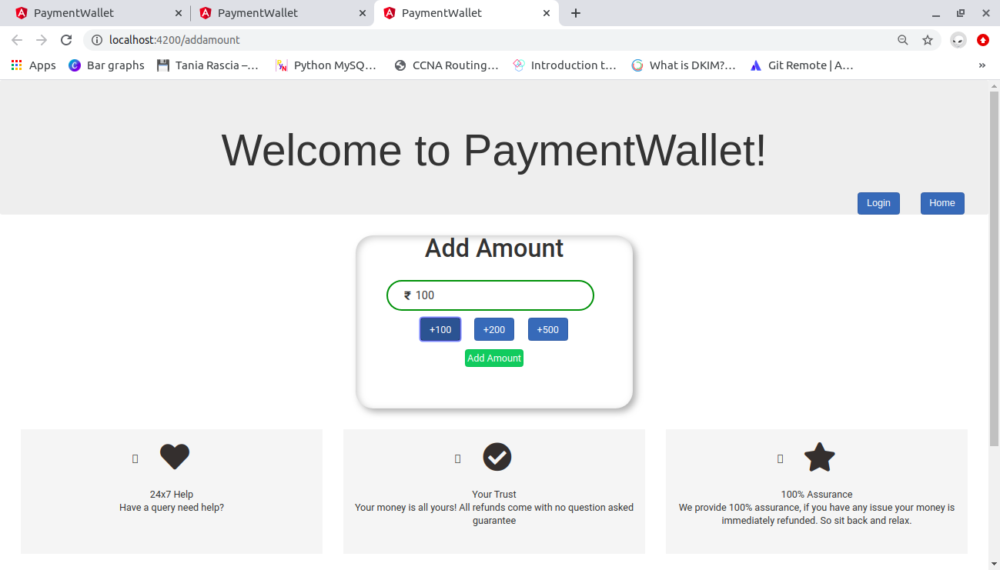 PaymentWallet
PaymentWallet
PaymentWallet
localhost:4200/addamount
Apps
Bar graphs
Tania Rascia –...
Python MySQ...
CCNA Routing...
Introduction t...
What is DKIM?...
Git Remote | A...
»
Welcome to PaymentWallet!
Login
Home
Add Amount
₹ 100
+100
+200
+500
Add Amount
24x7 Help
Have a query need help?
Your Trust
Your money is all yours! All refunds come with no question asked
guarantee
100% Assurance
We provide 100% assurance, if you have any issue your money is
immediately refunded. So sit back and relax.